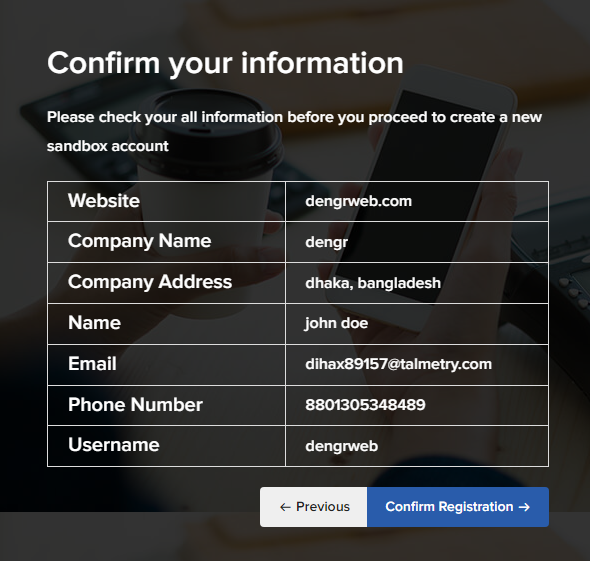 Confirm your information
Please check your all information before you proceed to create a new
sandbox account
Website dengrweb.com
Company Name dengr
Company Address dhaka, bangladesh
Name john doe
Email dihax89157@talmetry.com
Phone Number 8801305348489
Username dengrweb
← Previous Confirm Registration →